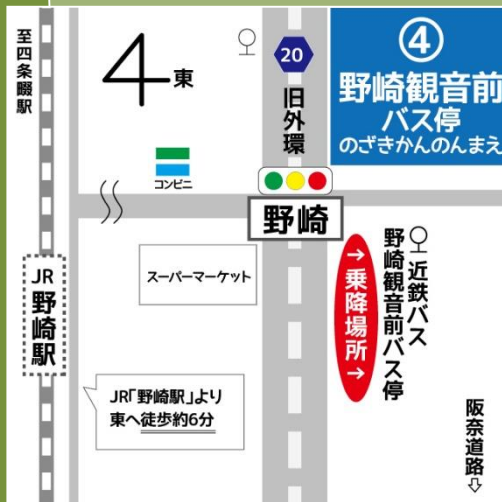 至四条畷駅
4東
20
旧外環
④
野崎観音前
バス停
のざきかんのんまえ
コンビニ
野崎
スーパーマーケット
→乗降場所→
近鉄バス
野崎観音前バス停
JR
野崎駅
JR「野崎駅」より
東へ徒歩約6分
阪奈道路⇩